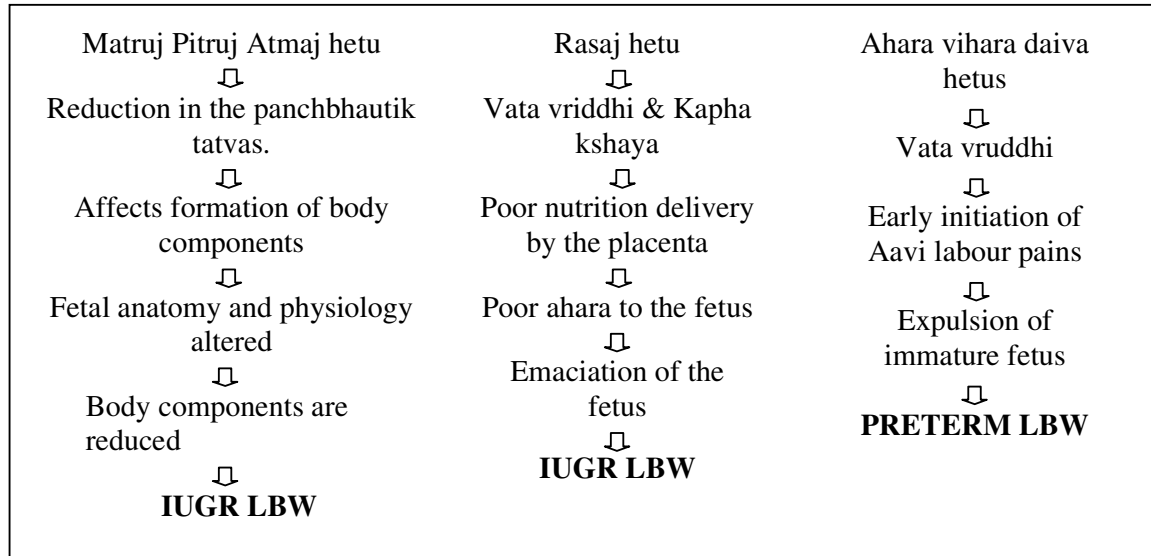 Matruj Pitruj Atmaj hetu
Reduction in the panchbhautik
tatvas.
Affects formation of body
components
Fetal anatomy and physiology
altered
Body components are
reduced
IUGR LBW
Rasaj hetu
Vata vriddhi & Kapha
kshaya
Poor nutrition delivery
by the placenta
Poor ahara to the fetus
Emaciation of the
fetus
IUGR LBW
Ahara vihara daiva
hetus
Vata vruddhi
Early initiation of
Aavi labour pains
Expulsion of
immature fetus
PRETERM LBW